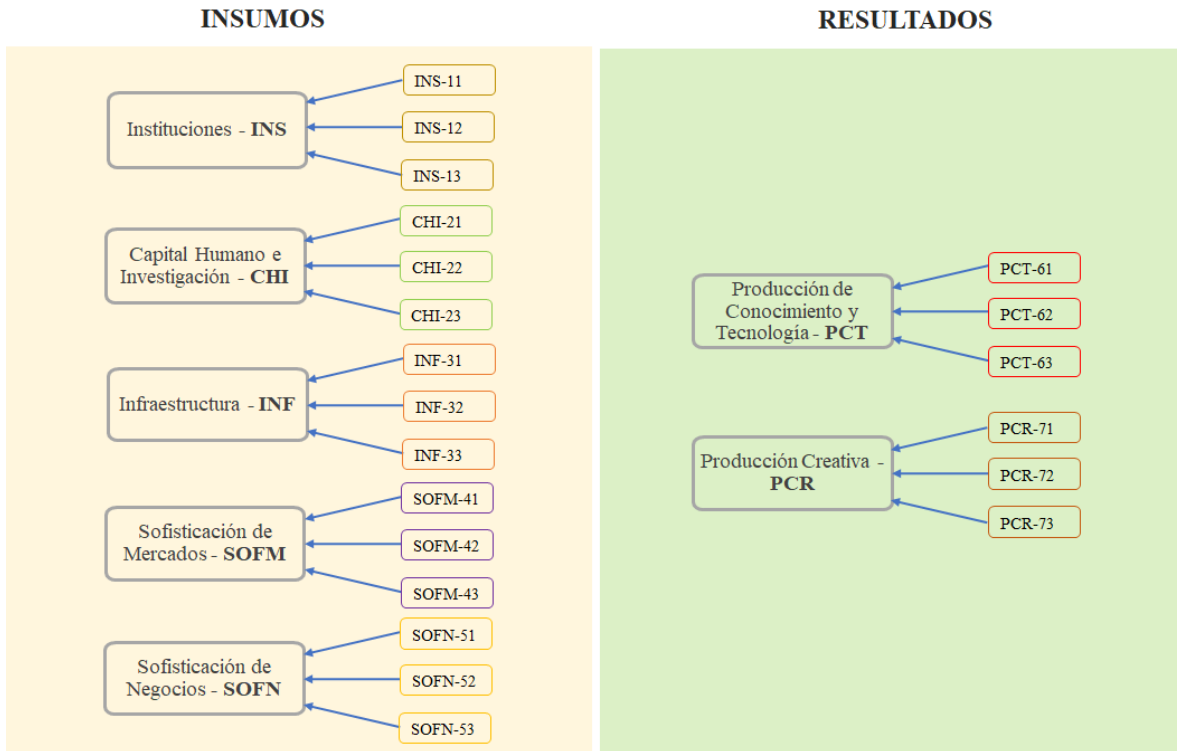 INSUMOS
Instituciones - INS
INS-11
INS-12
INS-13
Capital Humano e
Investigación - CHI
CHI-21
CHI-22
CHI-23
Infraestructura - INF
INF-31
INF-32
INF-33
Sofisticación de
Mercados - SOFM
SOFM-41
SOFM-42
SOFM-43
Sofisticación de
Negocios - SOFN
SOFN-51
SOFN-52
SOFN-53
RESULTADOS
Producción de
Conocimiento y
Tecnología - PCT
PCT-61
PCT-62
PCT-63
Producción Creativa -
PCR
PCR-71
PCR-72
PCR-73